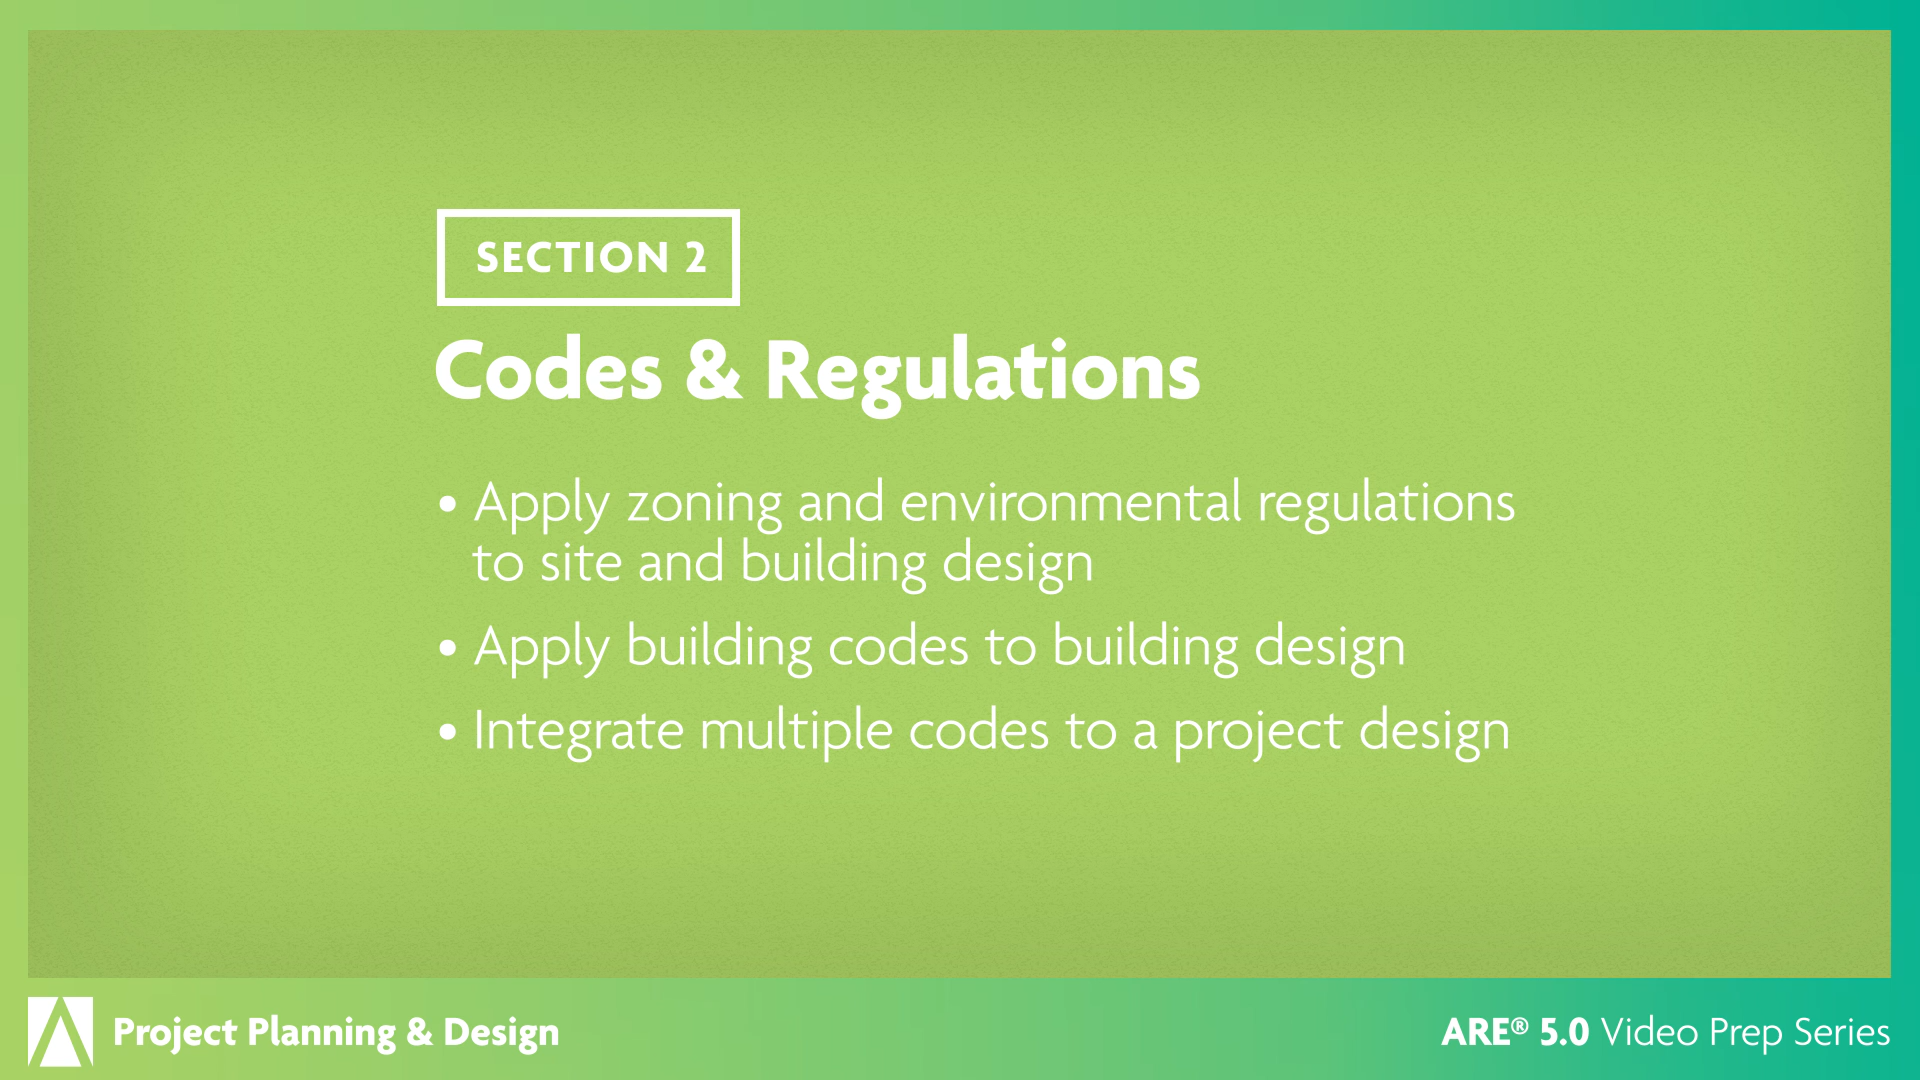 SECTION 2
Codes & Regulations
• Apply zoning and environmental regulations
to site and building design
• Apply building codes to building design
• Integrate multiple codes to a project design
Project Planning & Design
ARE® 5.0 Video Prep Series